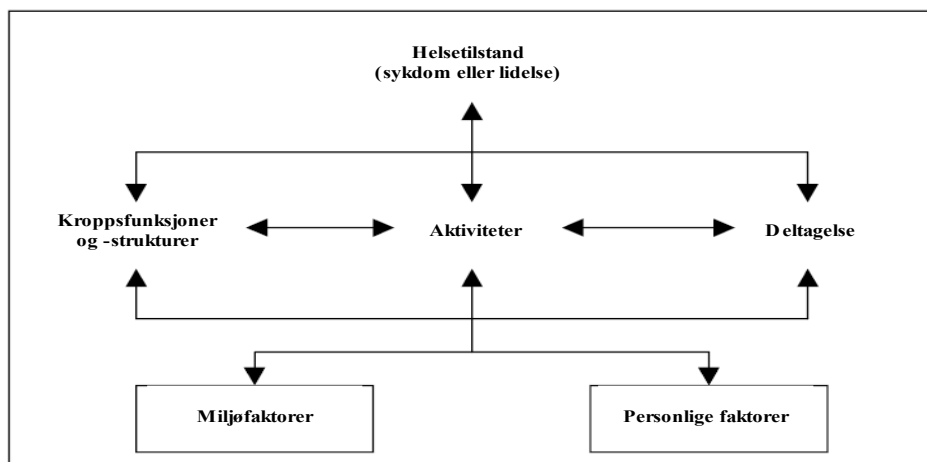 Helsetilstand
(sykdom eller lidelse)
Kroppsfunksjoner
og -strukturer
Aktiviteter
Deltagelse
Miljøfaktorer
Personlige faktorer